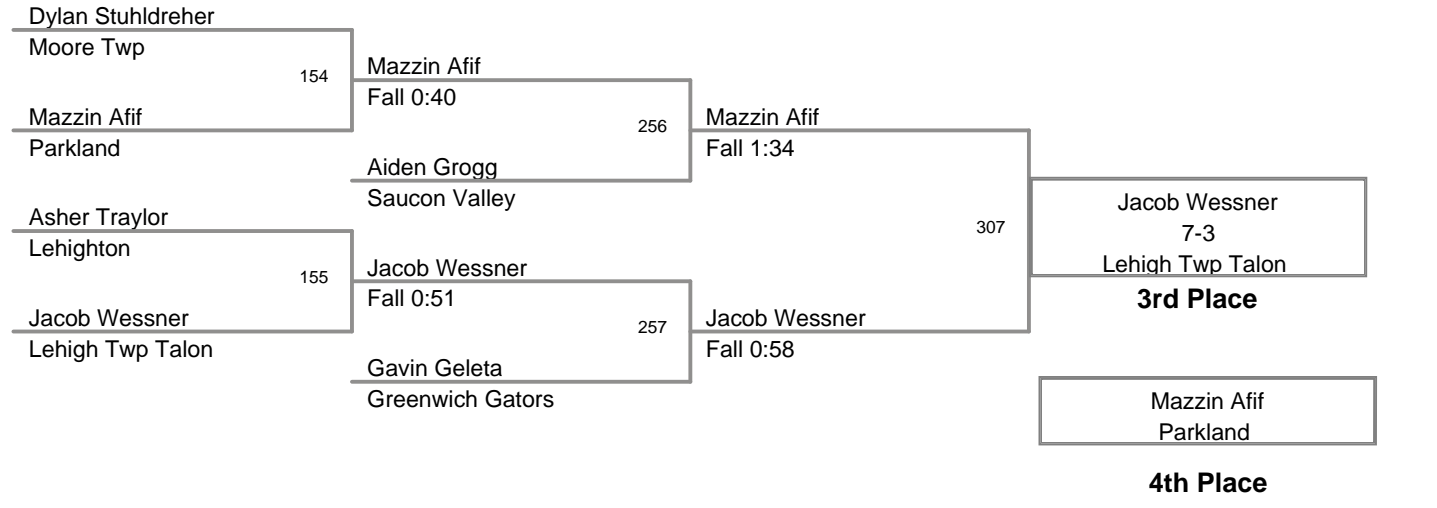 Dylan Stuhldreher
Moore Twp
154
Mazzin Afif
Fall 0:40
Mazzin Afif
Parkland
256
Mazzin Afif
Fall 1:34
Aiden Grogg
Saucon Valley
Asher Traylor
Lehighton
307
Jacob Wessner
7-3
Lehigh Twp Talon
3rd Place
155
Jacob Wessner
Fall 0:51
Jacob Wessner
Lehigh Twp Talon
257
Jacob Wessner
Fall 0:58
Gavin Geleta
Greenwich Gators
Mazzin Afif
Parkland
4th Place